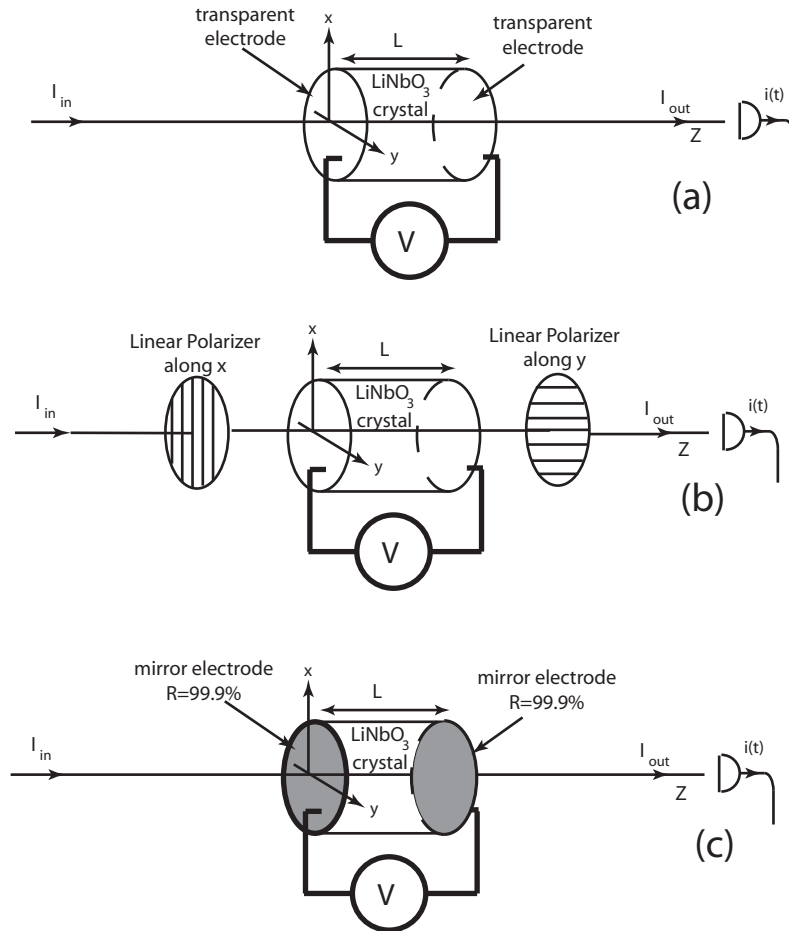 transparent
electrode
x
L
transparent
electrode
LiNbO3
crystal
I in
I out
i(t)
Z
y
V
(a)
Linear Polarizer
along x
x
L
Linear Polarizer
along y
LiNbO3
crystal
I in
I out
i(t)
Z
y
V
(b)
mirror electrode
R=99.9%
x
L
mirror electrode
R=99.9%
LiNbO3
crystal
I in
I out
i(t)
Z
y
V
(c)